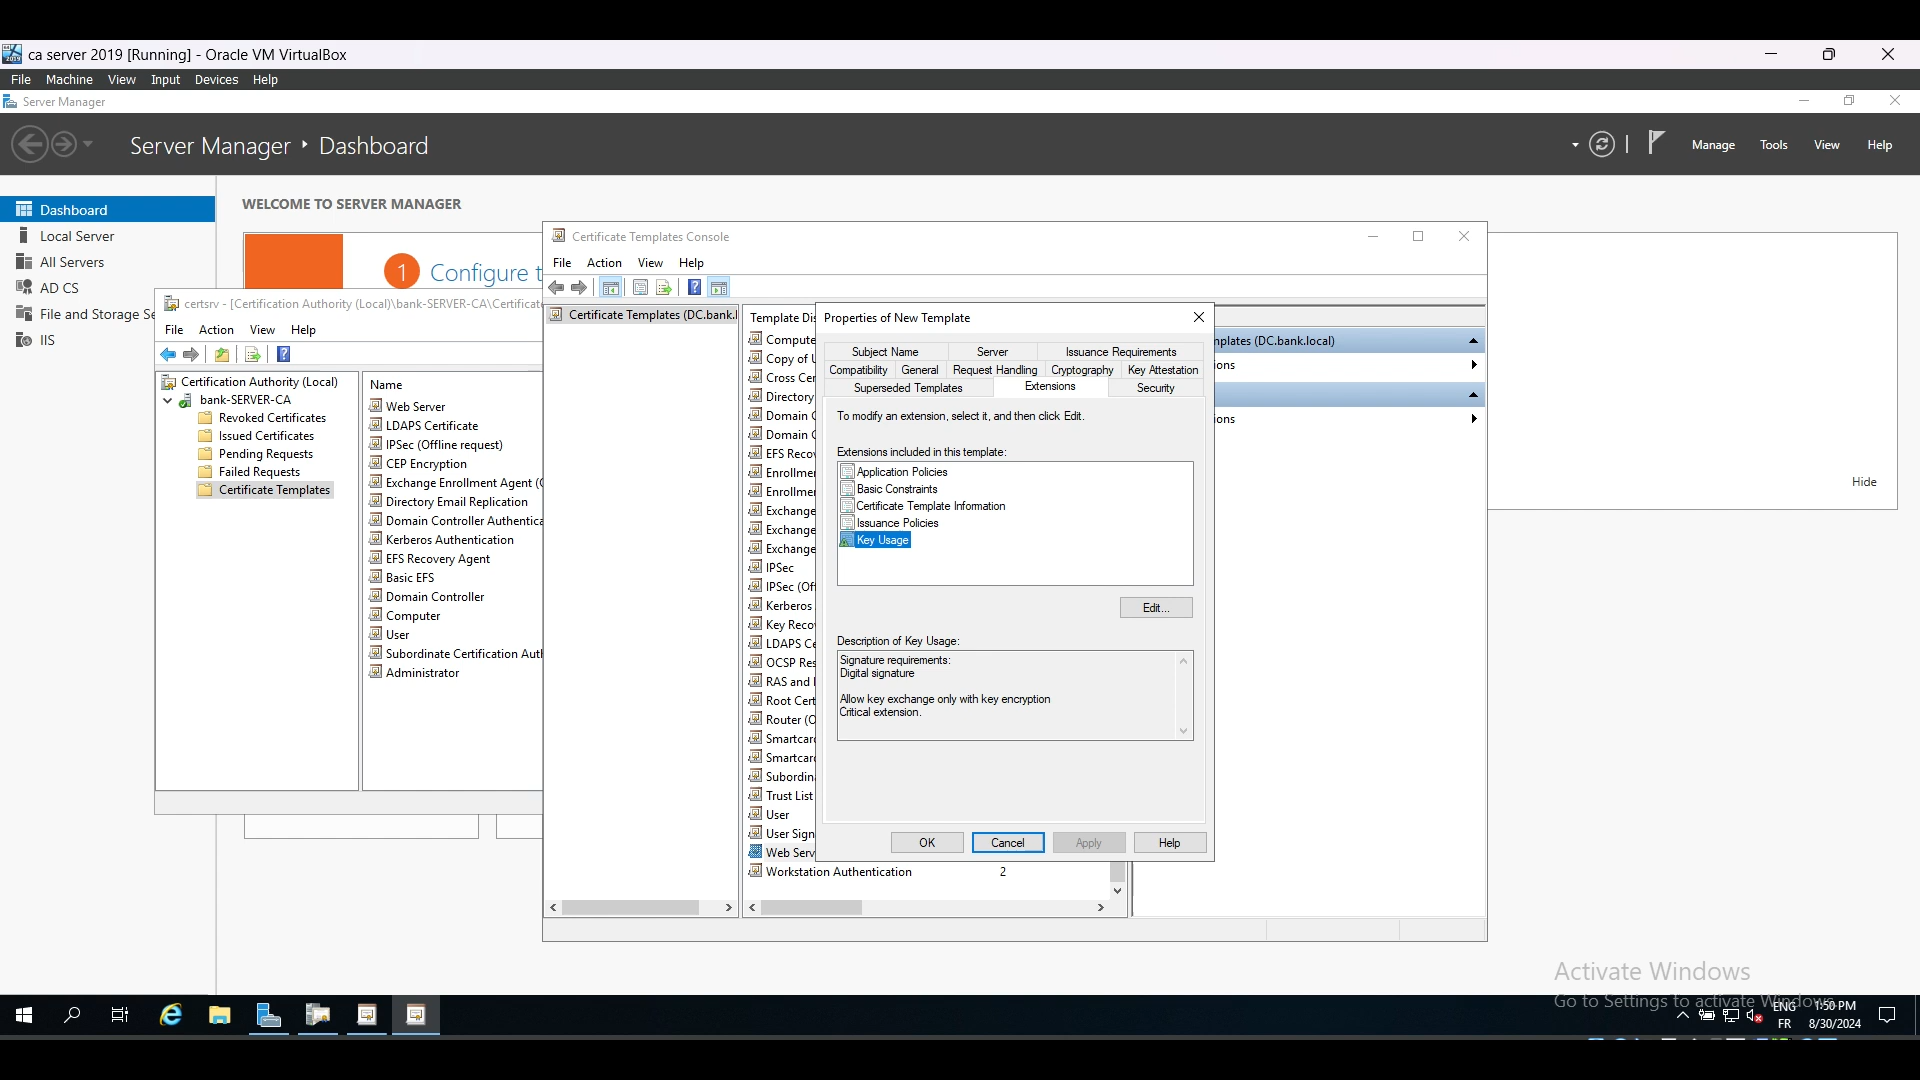 ca server 2019 [Running] - Oracle VM VirtualBox
File Machine View Input Devices Help
Server Manager
Server Manager Dashboard
Manage Tools View Help
Dashboard
Local Server
All Servers
AD CS
File and Storage Se
IIS
WELCOME TO SERVER MANAGER
1 Configure t
Hide
certsrv - [Certification Authority (Local)\bank-SERVER-CA\Certificat
File Action View Help
Certification Authority (Local)
bank-SERVER-CA
Revoked Certificates
Issued Certificates
Pending Requests
Failed Requests
Certificate Templates
Name
Web Server
LDAPS Certificate
IPSec (Offline request)
CEP Encryption
Exchange Enrollment Agent (O
Directory Email Replication
Domain Controller Authentica
Kerberos Authentication
EFS Recovery Agent
Basic EFS
Domain Controller
Computer
User
Subordinate Certification Auth
Administrator
Certificate Templates Console
File Action View Help
Certificate Templates (DC.bank.l
Template Dis
Compute
Copy of U
Cross Cer
Directory
Domain C
Domain C
EFS Recov
Enrollmer
Enrollmer
Exchange
Exchange
Exchange
IPSec
IPSec (Off
Kerberos
Key Reco
LDAPS Ce
OCSP Res
RAS and I
Root Cert
Router (O
Smartcard
Smartcard
Subordin
Trust List
User
User Sign
Web Serv
Workstation Authentication 2
mplates (DC.bank.local)
ions
ions
Properties of New Template
Subject Name Server Issuance Requirements
Compatibility General Request Handling Cryptography Key Attestation
Superseded Templates Extensions Security
To modify an extension, select it, and then click Edit.
Extensions included in this template:
Application Policies
Basic Constraints
Certificate Template Information
Issuance Policies
Key Usage
Edit...
Description of Key Usage:
Signature requirements:
Digital signature
Allow key exchange only with key encryption
Critical extension.
OK Cancel Apply Help
Activate Windows
Go to Settings to activate Windows.
ENG 1:50 PM
FR 8/30/2024